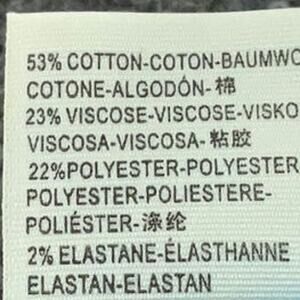 53% COTTON-COTON-BAUMWO
COTONE-ALGODÓN-棉
23% VISCOSE-VISCOSE-VISKO
VISCOSA-VISCOSA-粘胶
22%POLYESTER-POLYESTER
POLYESTER-POLIESTERE-
POLIÉSTER-涤纶
2% ELASTANE-ÉLASTHANNE
ELASTAN-ELASTAN